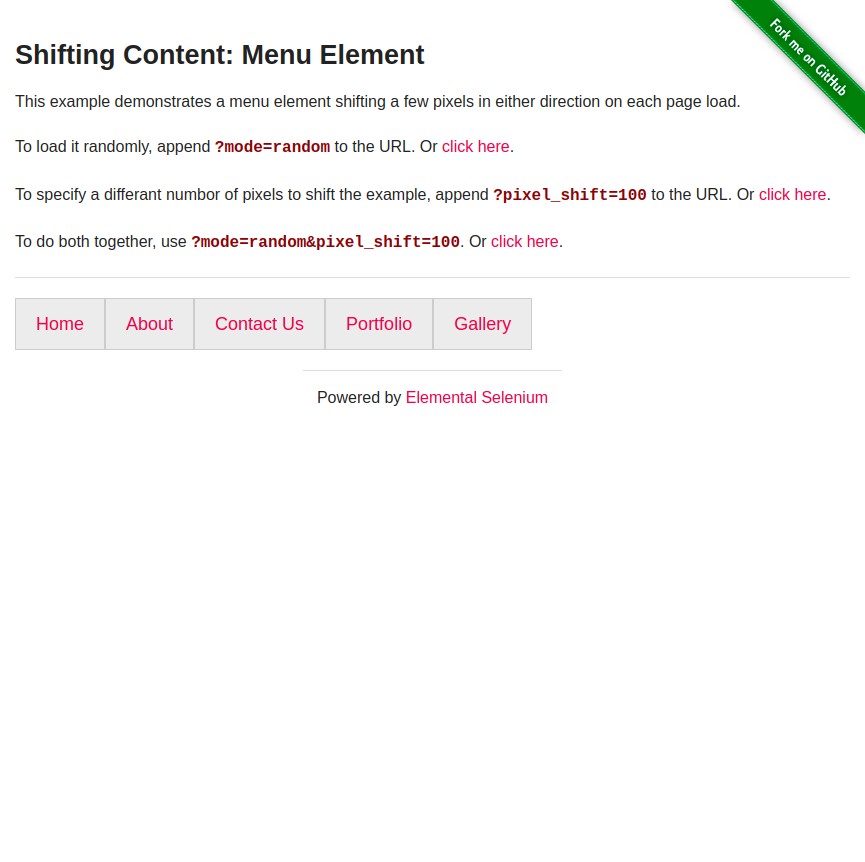 Fork me on GitHub
Shifting Content: Menu Element
This example demonstrates a menu element shifting a few pixels in either direction on each page load.
To load it randomly, append ?mode=random to the URL. Or click here.
To specify a differant numbor of pixels to shift the example, append ?pixel_shift=100 to the URL. Or click here.
To do both together, use ?mode=random&pixel_shift=100. Or click here.
Home About Contact Us Portfolio Gallery
Powered by Elemental Selenium